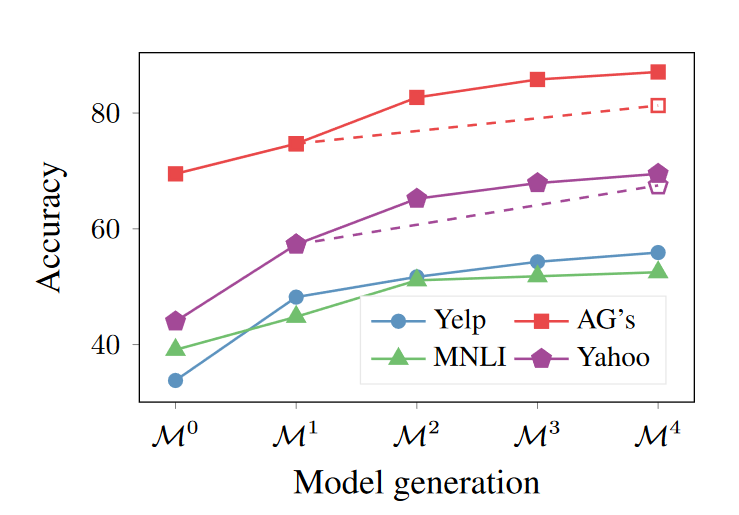 80
60
40
Accuracy
Yelp AG's
MNLI Yahoo
M⁰ M¹ M² M³ M⁴
Model generation